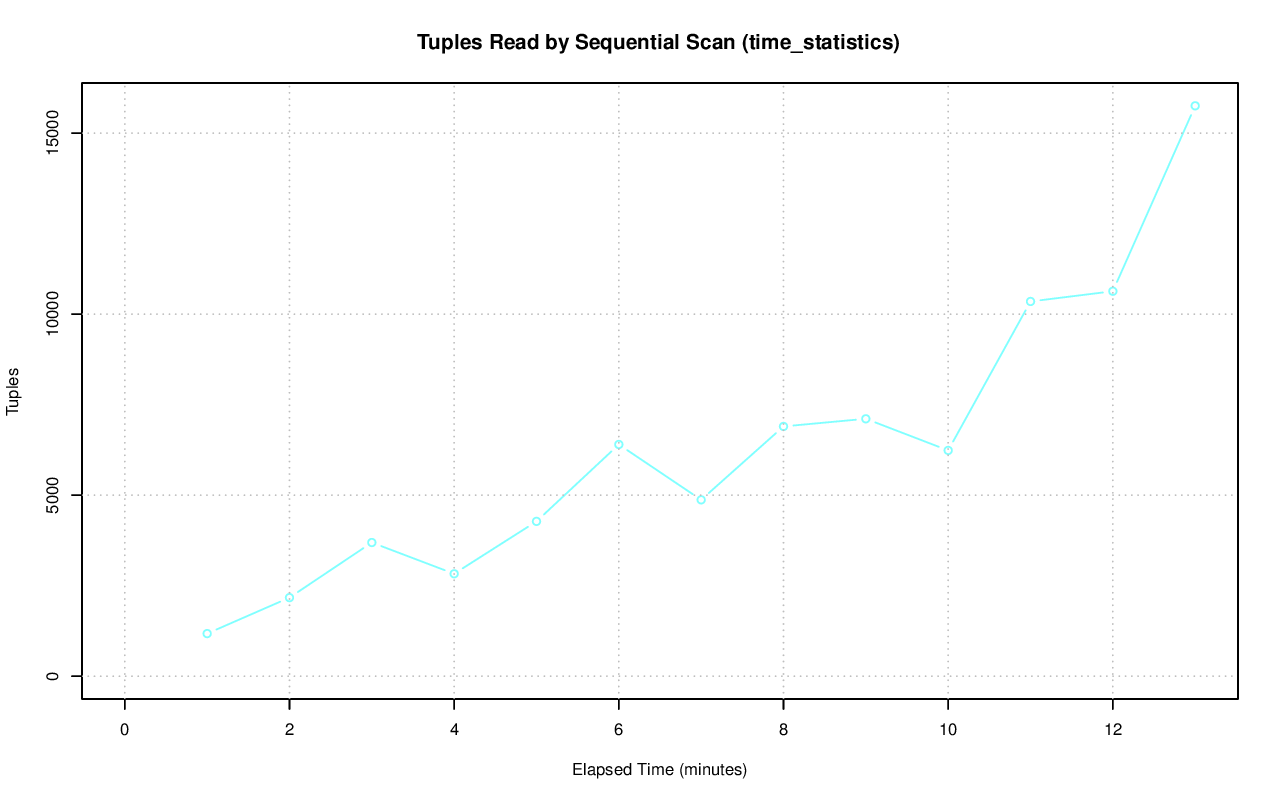 Tuples Read by Sequential Scan (time_statistics)
Tuples
15000
10000
5000
0
0 2 4 6 8 10 12
Elapsed Time (minutes)